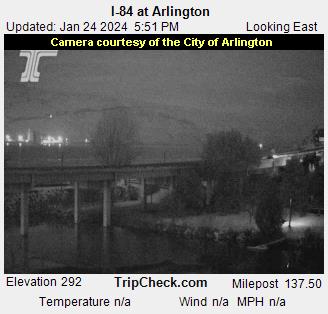 I-84 at Arlington
Updated: Jan 24 2024 5:51 PM Looking East
Camera courtesy of the City of Arlington
Elevation 292 TripCheck.com Milepost 137.50
Temperature n/a Wind n/a MPH n/a